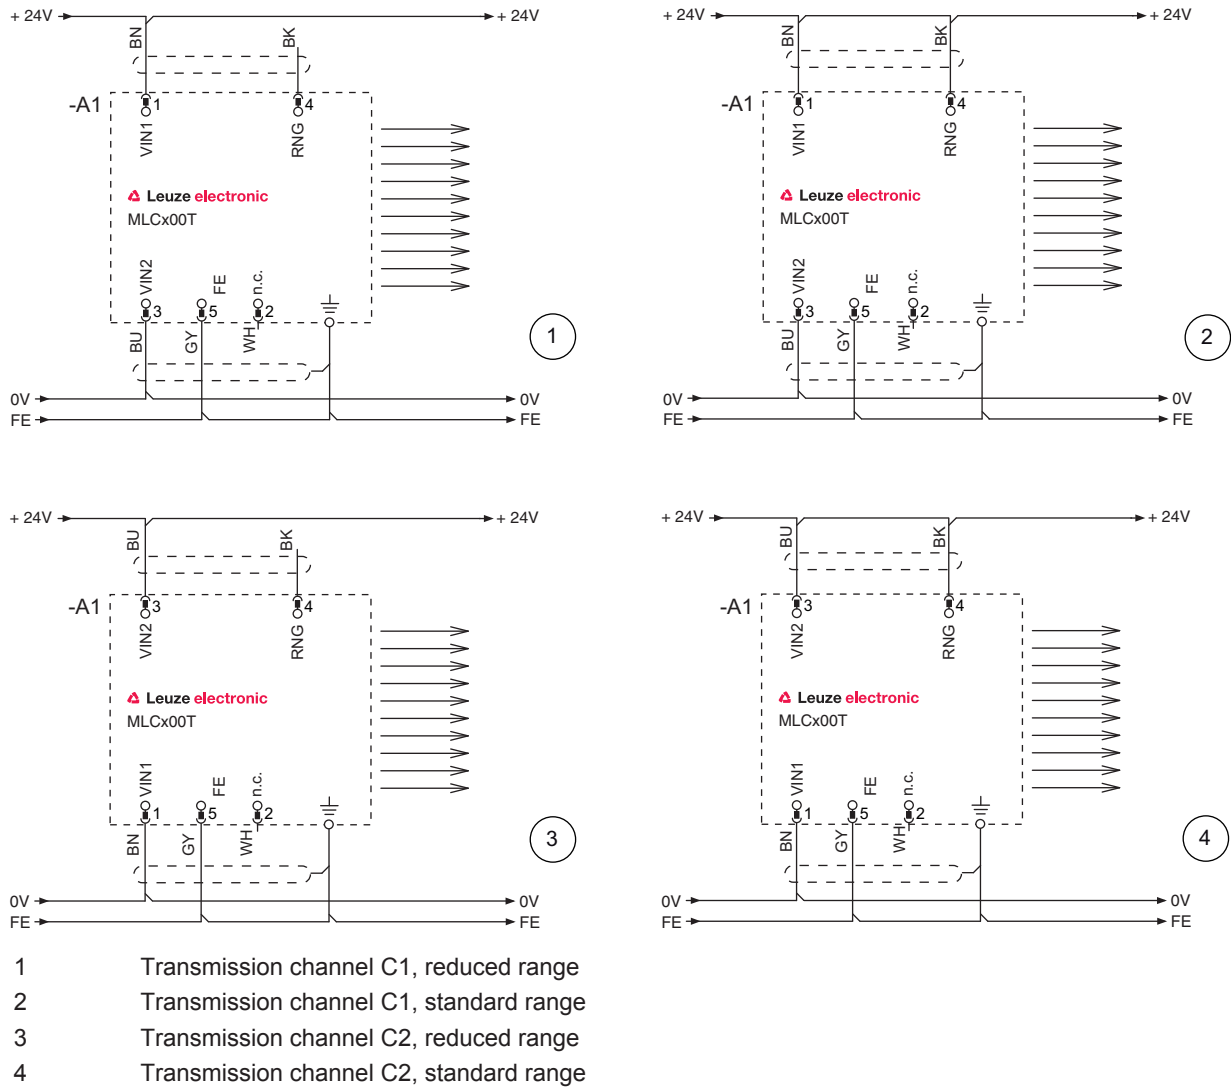 + 24V
+ 24V
BN
BK
-A1
1
4
VIN1
RNG
Leuze electronic
MLCx00T
VIN2
FE
n.c.
3
5
2
BU
GY
WH
1
0V
0V
FE
FE
+ 24V
+ 24V
BN
BK
-A1
1
4
VIN1
RNG
Leuze electronic
MLCx00T
VIN2
FE
n.c.
3
5
2
BU
GY
WH
2
0V
0V
FE
FE
+ 24V
+ 24V
BU
BK
-A1
3
4
VIN2
RNG
Leuze electronic
MLCx00T
VIN1
FE
n.c.
1
5
2
BN
GY
WH
3
0V
0V
FE
FE
+ 24V
+ 24V
BU
BK
-A1
3
4
VIN2
RNG
Leuze electronic
MLCx00T
VIN1
FE
n.c.
1
5
2
BN
GY
WH
4
0V
0V
FE
FE
1 Transmission channel C1, reduced range
2 Transmission channel C1, standard range
3 Transmission channel C2, reduced range
4 Transmission channel C2, standard range